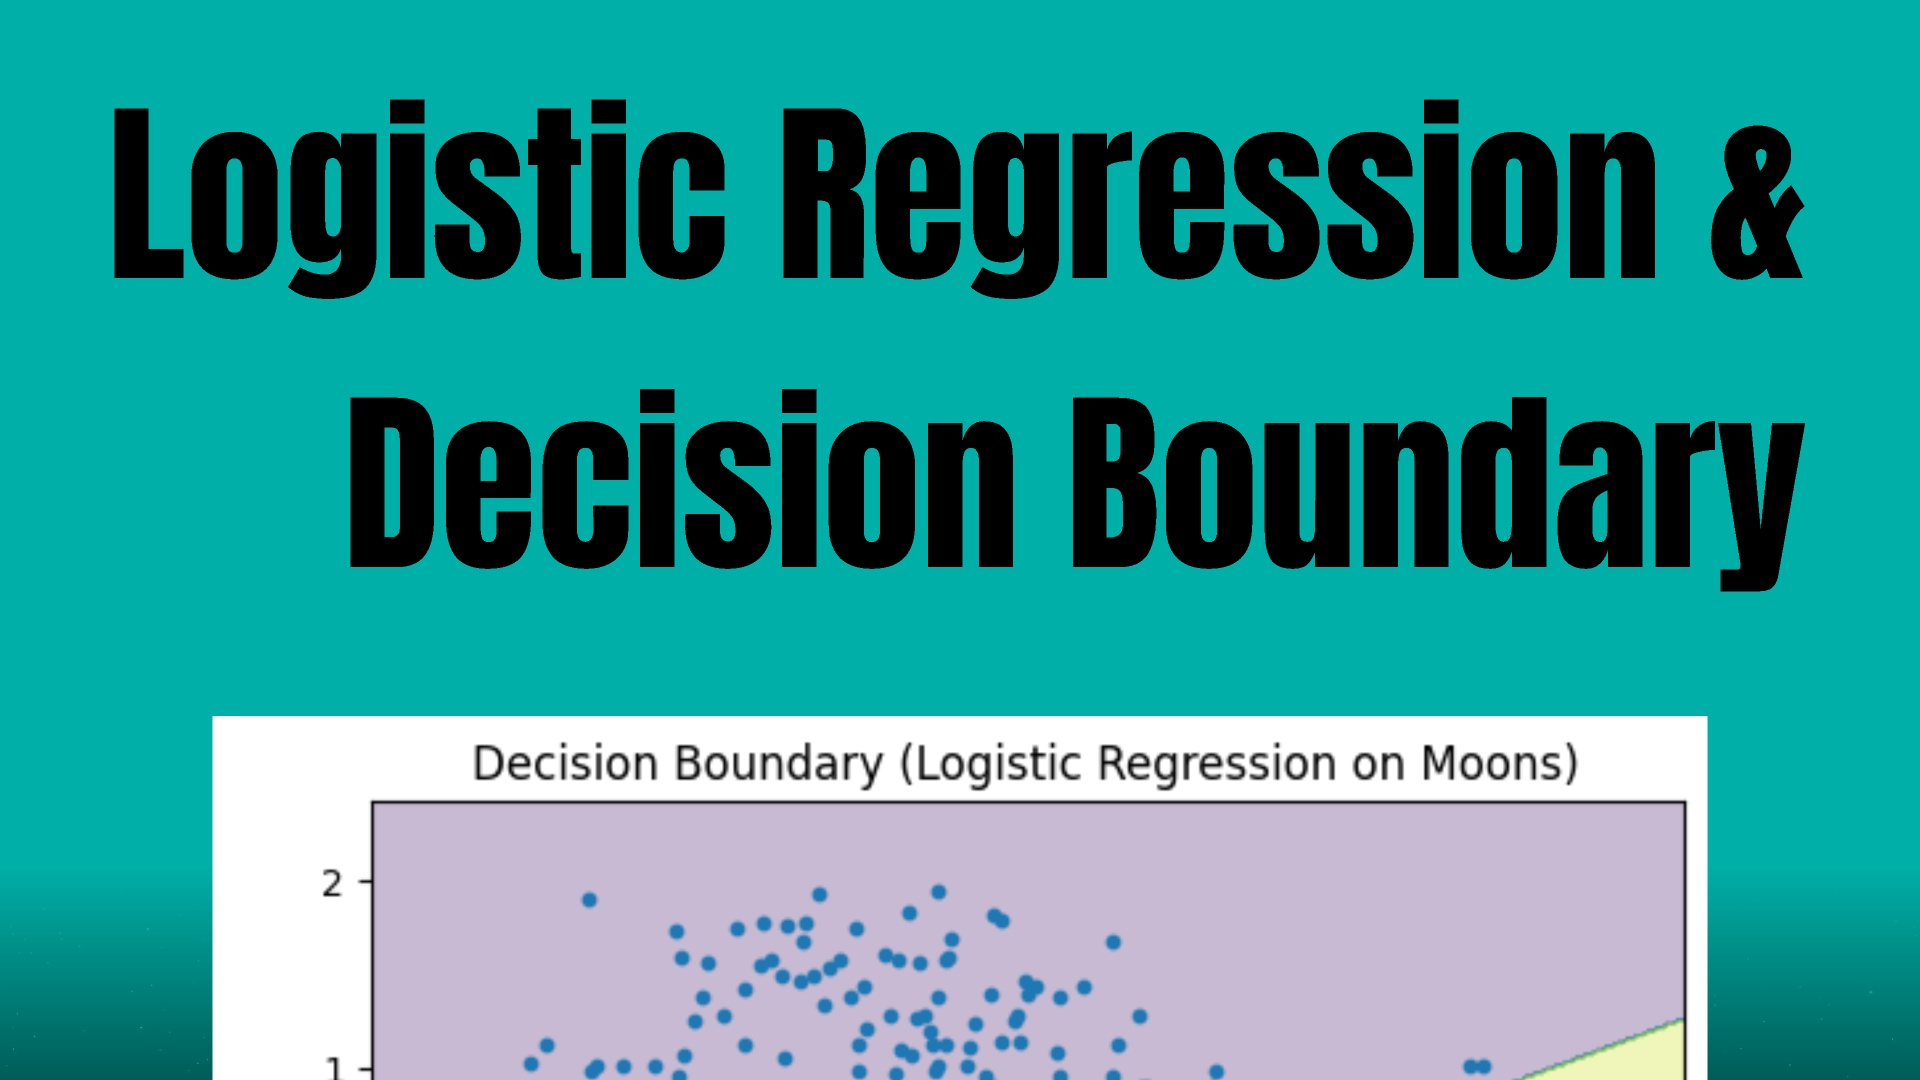 Logistic Regression &
Decision Boundary
Decision Boundary (Logistic Regression on Moons)
2
1